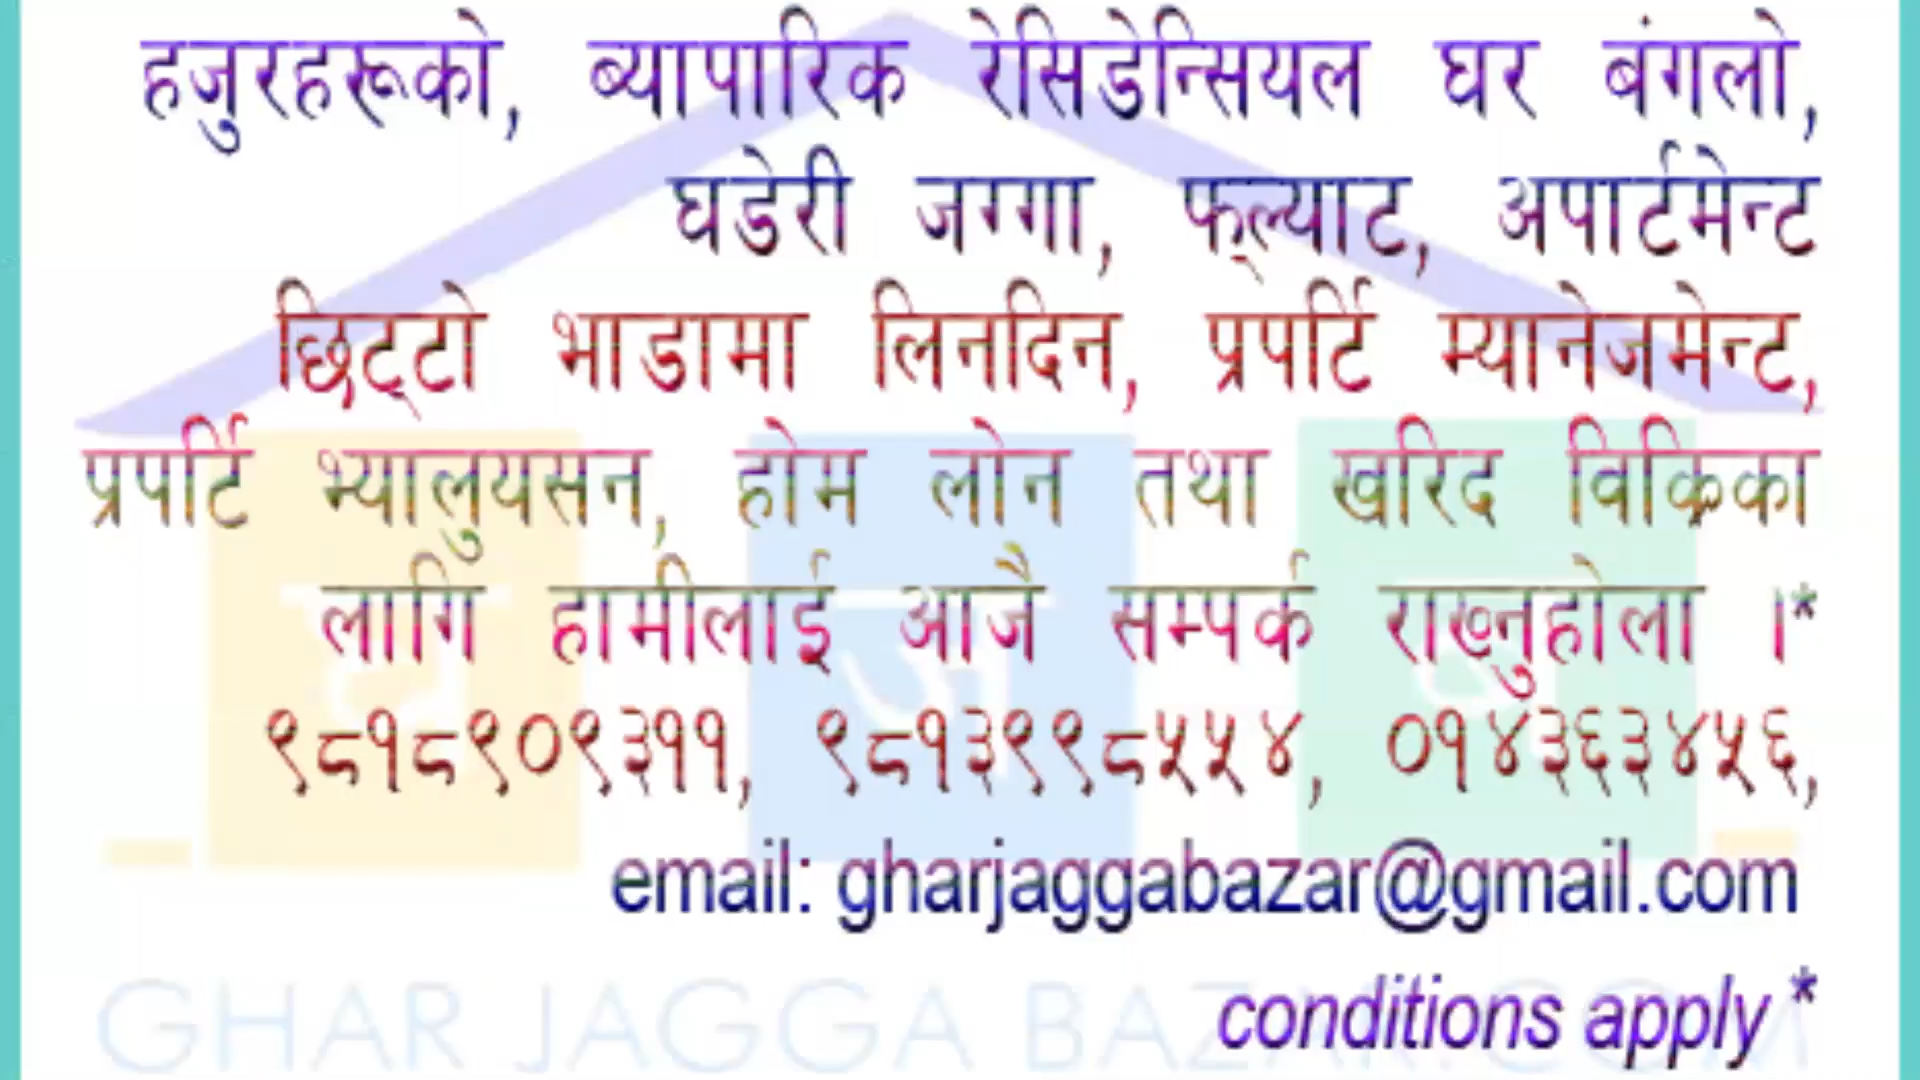 हजुरहरूको, व्यापारिक रेसिडेन्सियल घर बंगलो,
घडेरी जग्गा, फ्ल्याट, अपार्टमेन्ट
छिट्टो भाडामा लिनदिन, प्रपर्टि म्यानेजमेन्ट,
प्रपर्टि भ्यालुयसन, होम लोन तथा खरिद विक्रिका
लागि हामीलाई आजै सम्पर्क राख्नुहोला ।*
९८१८९०९३११, ९८१३९९८५५४, ०१४३६३४५६,
email: gharjaggabazar@gmail.com
conditions apply *
GHAR JAGGA BAZAR.COM